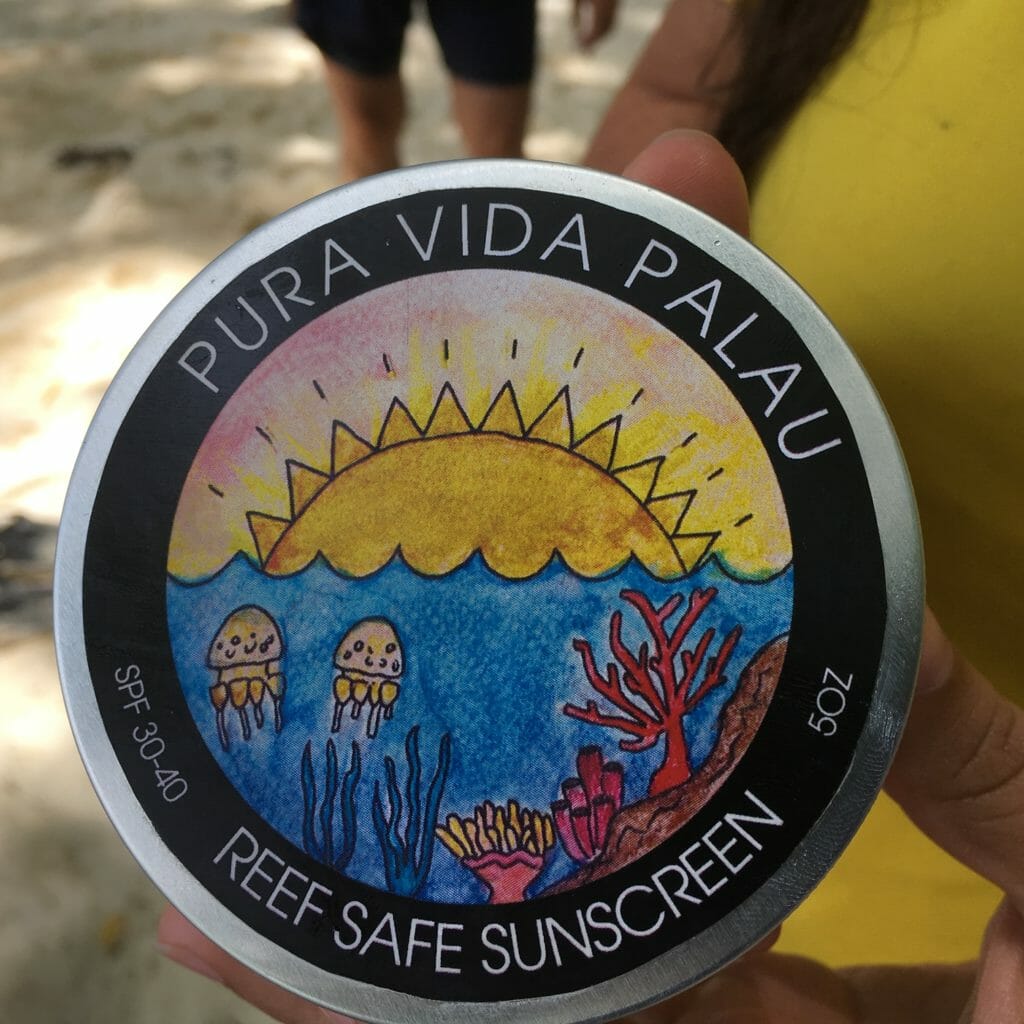 PURA VIDA PALAU
SPF 30-40
5OZ
REEF SAFE SUNSCREEN